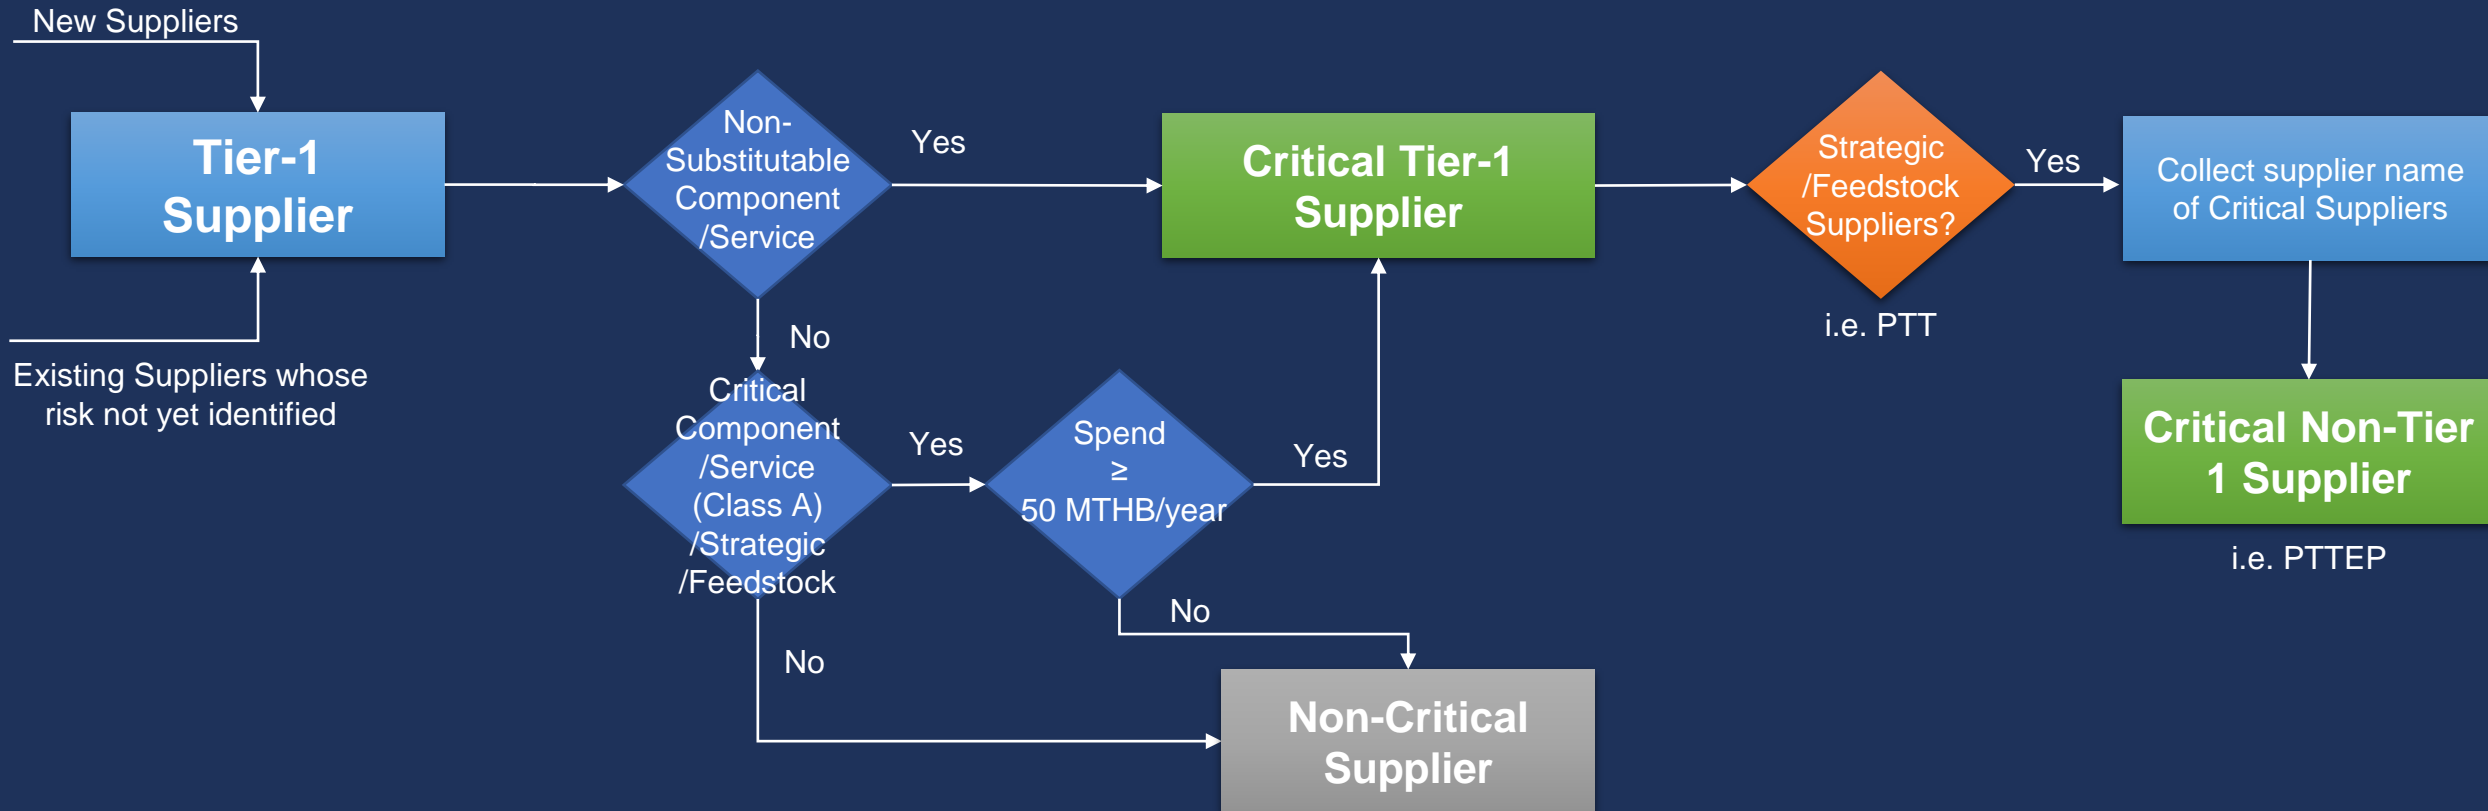 New Suppliers
Tier-1
Supplier
Existing Suppliers whose
risk not yet identified
Non-
Substitutable
Component
/Service
Yes
No
Critical
Component
/Service
(Class A)
/Strategic
/Feedstock
Yes
No
Spend
≥
50 MTHB/year
Yes
No
Critical Tier-1
Supplier
Non-Critical
Supplier
Strategic
/Feedstock
Suppliers?
i.e. PTT
Yes
Collect supplier name
of Critical Suppliers
Critical Non-Tier
1 Supplier
i.e. PTTEP